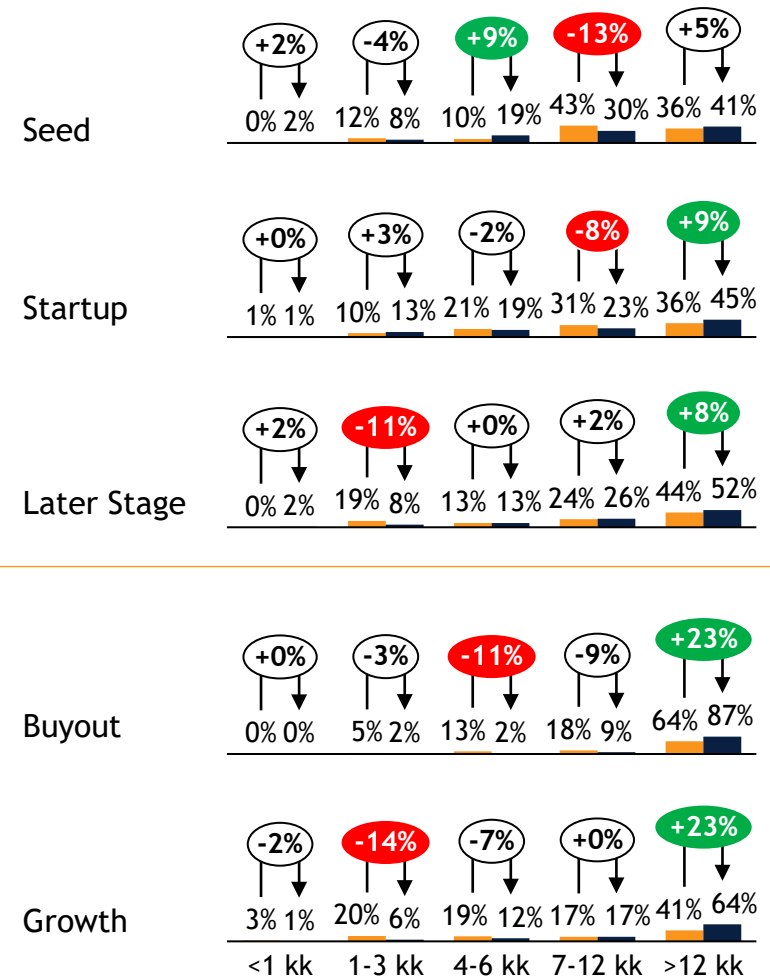 +2% -4% +9% -13% +5%
0% 2% 12% 8% 10% 19% 43% 30% 36% 41%
Seed
+0% +3% -2% -8% +9%
1% 1% 10% 13% 21% 19% 31% 23% 36% 45%
Startup
+2% -11% +0% +2% +8%
0% 2% 19% 8% 13% 13% 24% 26% 44% 52%
Later Stage
+0% -3% -11% -9% +23%
0% 0% 5% 2% 13% 2% 18% 9% 64% 87%
Buyout
-2% -14% -7% +0% +23%
3% 1% 20% 6% 19% 12% 17% 17% 41% 64%
Growth
<1 kk 1-3 kk 4-6 kk 7-12 kk >12 kk